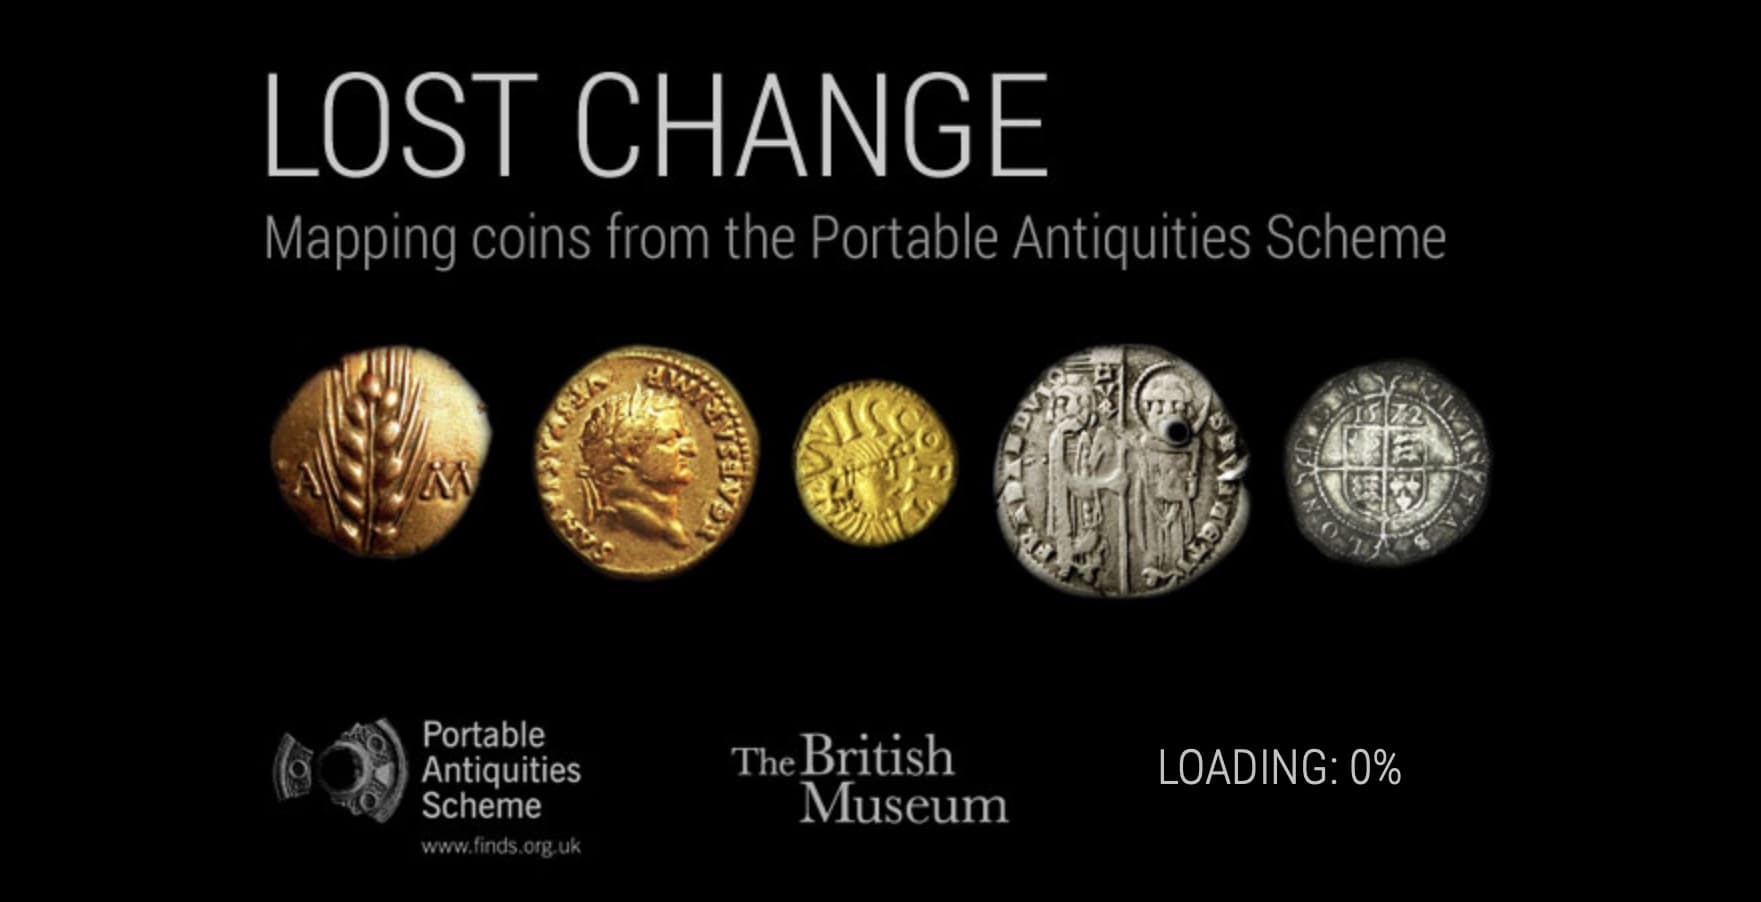 LOST CHANGE
Mapping coins from the Portable Antiquities Scheme
A M
1572
Portable
Antiquities
Scheme
www.finds.org.uk
The British
Museum
LOADING: 0%